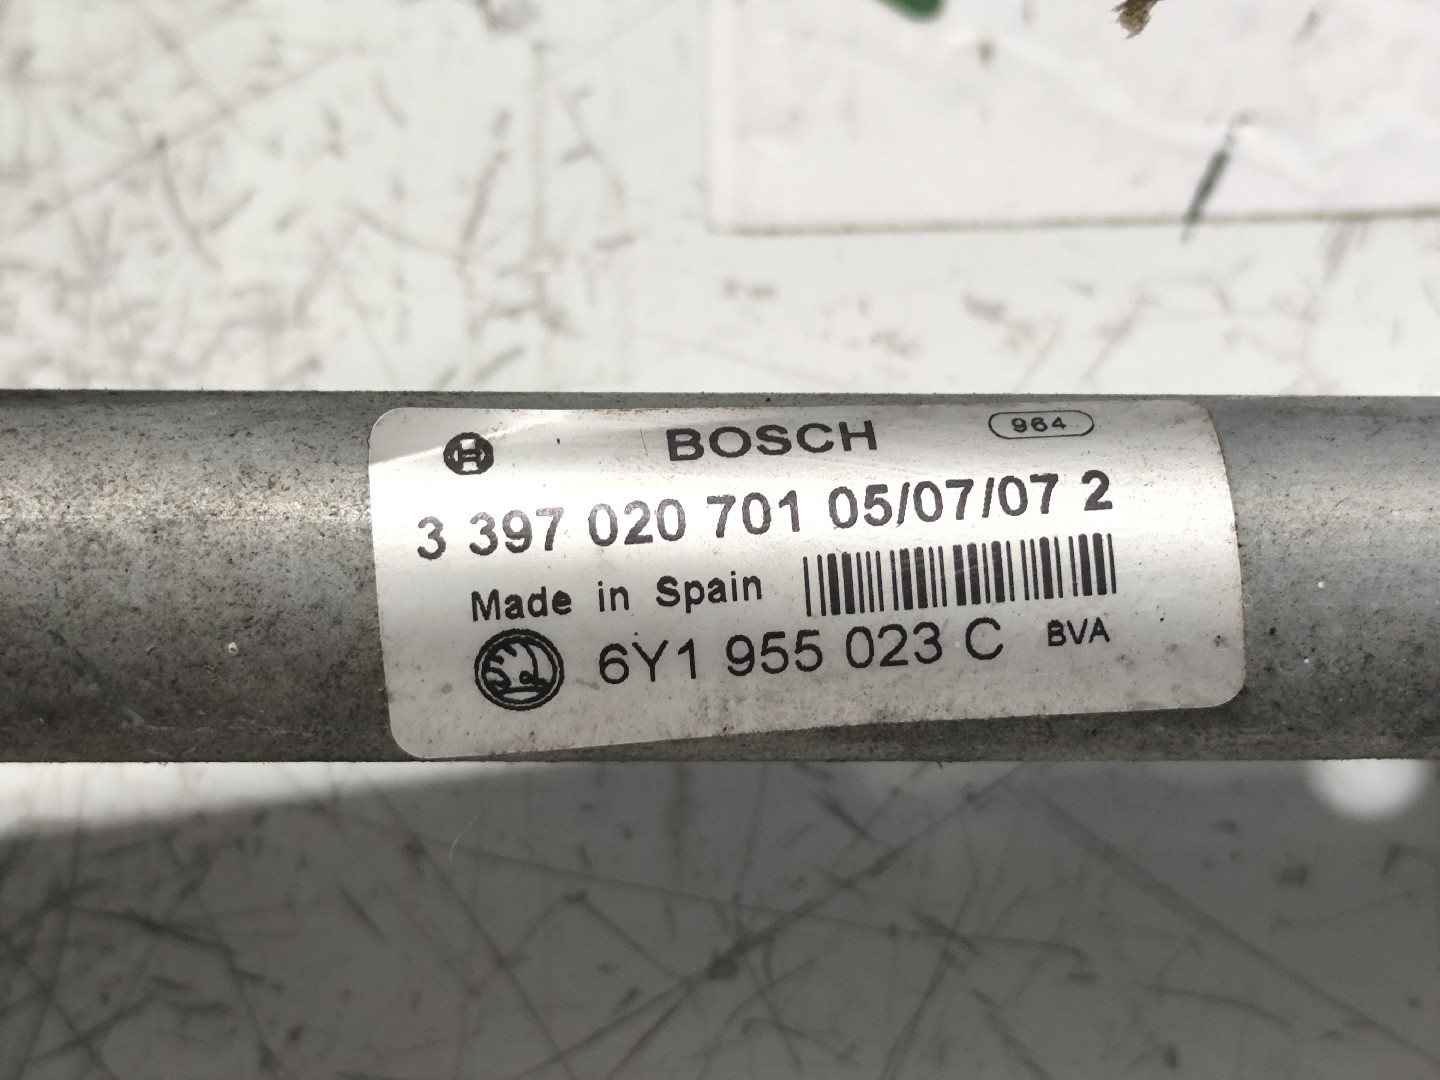 BOSCH 964
3 397 020 701 05/07/07 2
Made in Spain
6Y1 955 023 C BVA